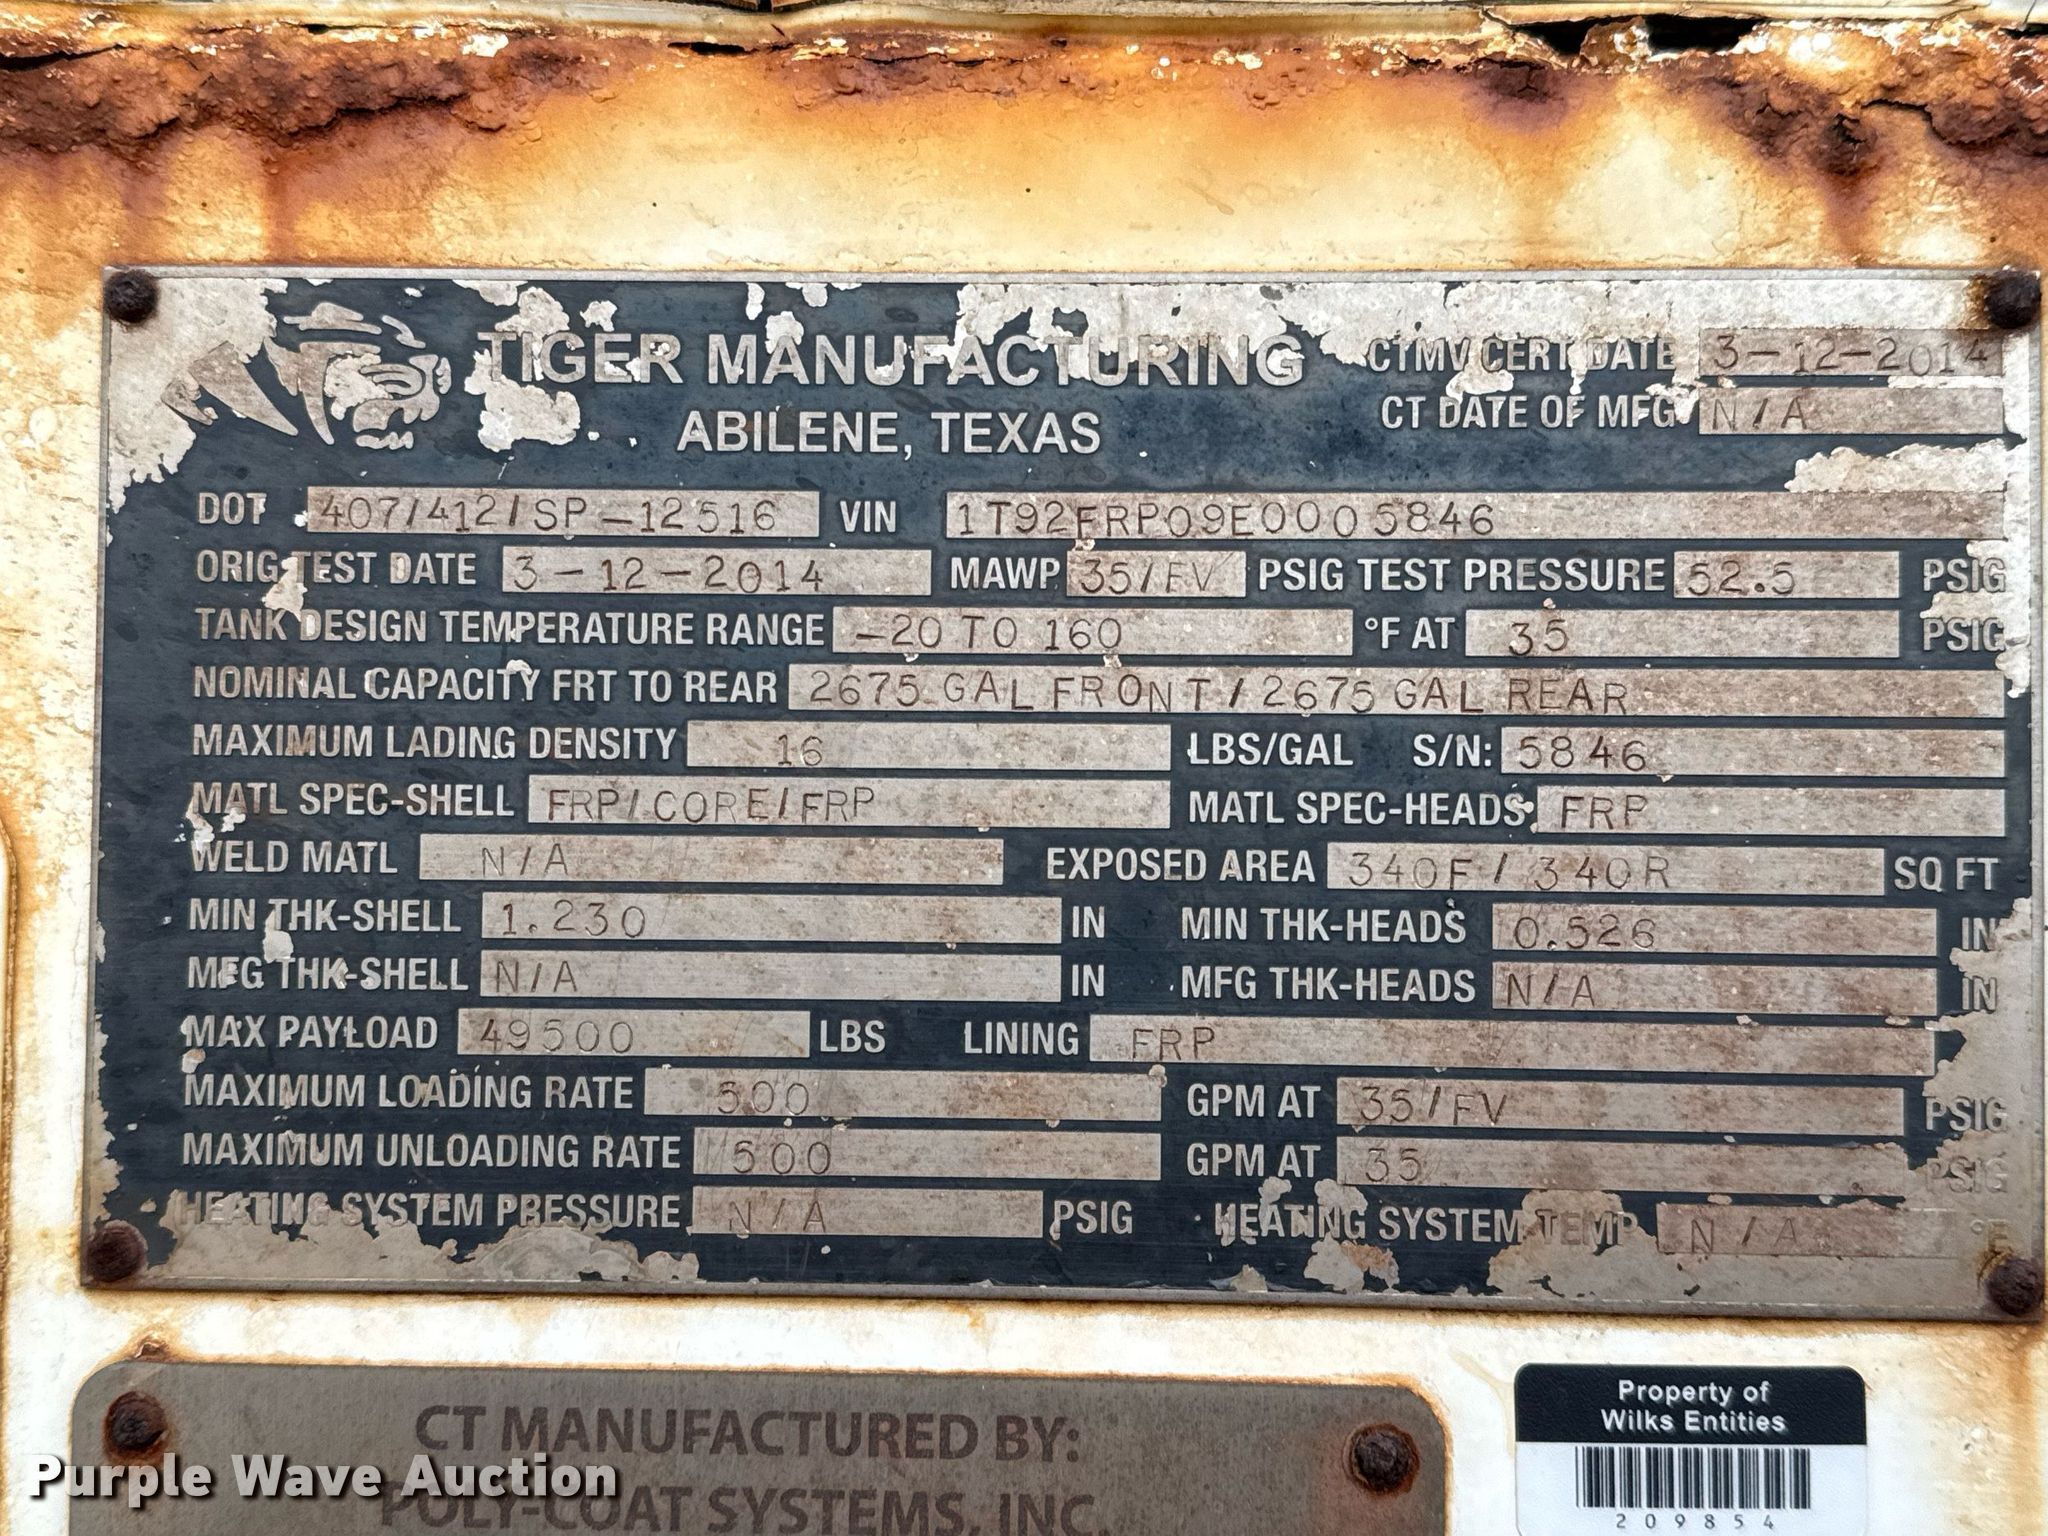 TIGER MANUFACTURING CTMV CERT DATE 3-12-2014
ABILENE, TEXAS CT DATE OF MFG N/A
DOT 407/412/SP-12516 VIN 1T92FRP09E0005846
ORIG TEST DATE 3-12-2014 MAWP 35/FV PSIG TEST PRESSURE 52.5 PSIG
TANK DESIGN TEMPERATURE RANGE -20 TO 160 °F AT 35 PSIG
NOMINAL CAPACITY FRT TO REAR 2675 GAL FRONT/2675 GAL REAR
MAXIMUM LADING DENSITY 16 LBS/GAL S/N: 5846
MATL SPEC-SHELL FRP/CORE/FRP MATL SPEC-HEADS FRP
WELD MATL N/A EXPOSED AREA 340F/340R SQ FT
MIN THK-SHELL 1.230 IN MIN THK-HEADS 0.526 IN
MFG THK-SHELL N/A IN MFG THK-HEADS N/A IN
MAX PAYLOAD 49500 LBS LINING FRP
MAXIMUM LOADING RATE 500 GPM AT 35/FV PSIG
MAXIMUM UNLOADING RATE 500 GPM AT 35 PSIG
HEATING SYSTEM PRESSURE N/A PSIG HEATING SYSTEM TEMP N/A °F
CT MANUFACTURED BY:
POLY-COAT SYSTEMS, INC.
Property of
Wilks Entities
209854
Purple Wave Auction